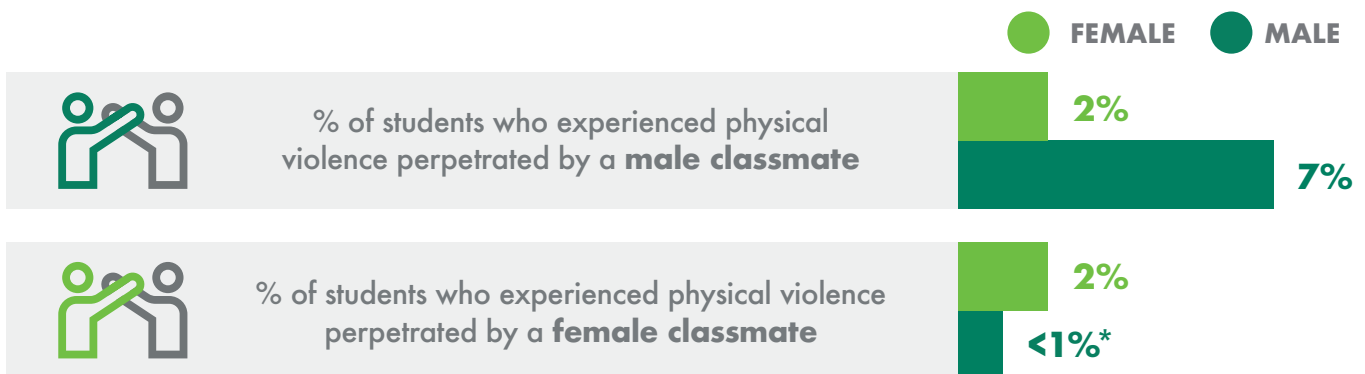 FEMALE MALE
% of students who experienced physical
violence perpetrated by a male classmate
2%
7%
% of students who experienced physical violence
perpetrated by a female classmate
2%
<1%*